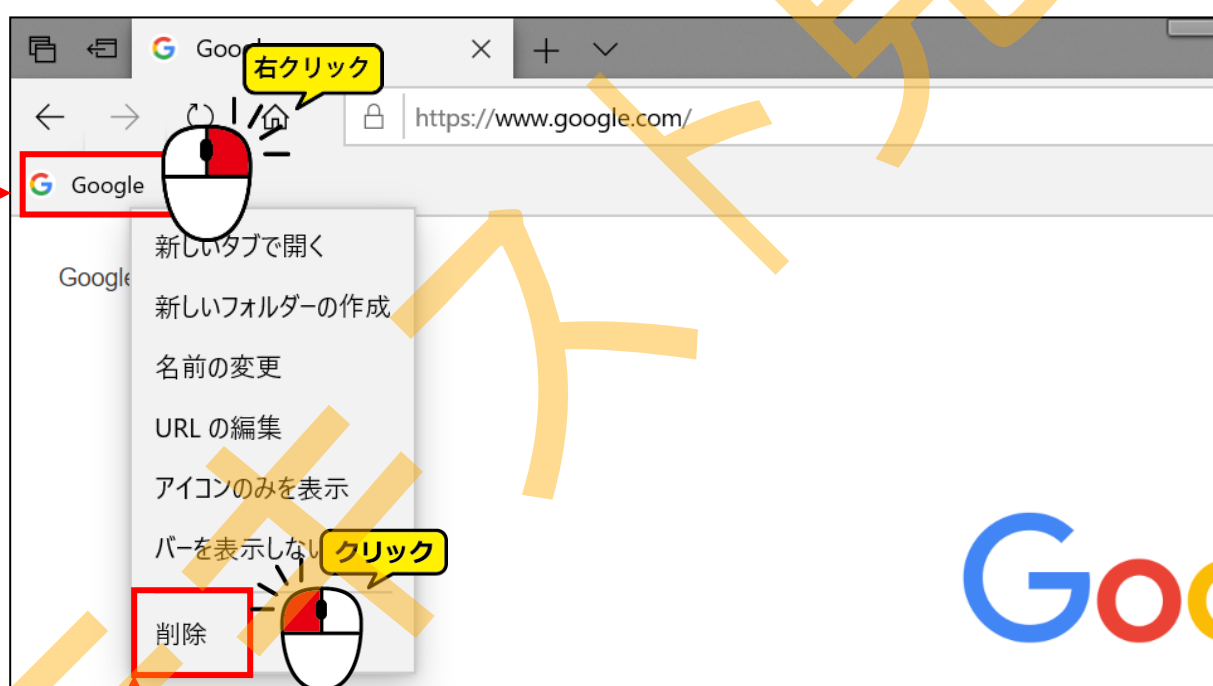 Goo
右クリック
https://www.google.com/
Google
新しいタブで開く
Google
新しいフォルダーの作成
名前の変更
URL の編集
アイコンのみを表示
バーを表示しない
クリック
削除
Goo
キスト